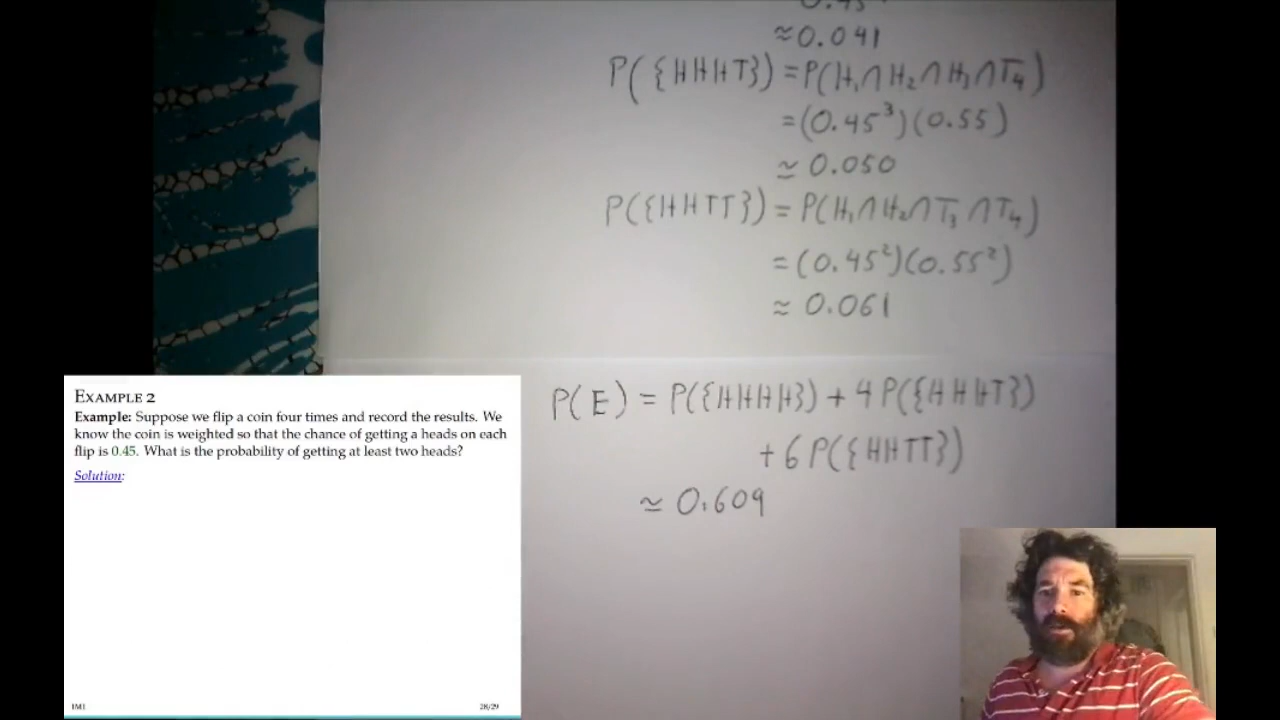 ≈0.041
P({HHHT})=P(H₁∩H₂∩H₃∩T₄)
=(0.45³)(0.55)
≈ 0.050
P({HHTT})=P(H₁∩H₂∩T₃∩T₄)
=(0.45²)(0.55²)
≈ 0.061
P(E) = P({HHHH}) + 4P({HHHT})
+ 6P({HHTT})
≈ 0.609
EXAMPLE 2
Example: Suppose we flip a coin four times and record the results. We
know the coin is weighted so that the chance of getting a heads on each
flip is 0.45. What is the probability of getting at least two heads?
Solution:
IMI 28/29